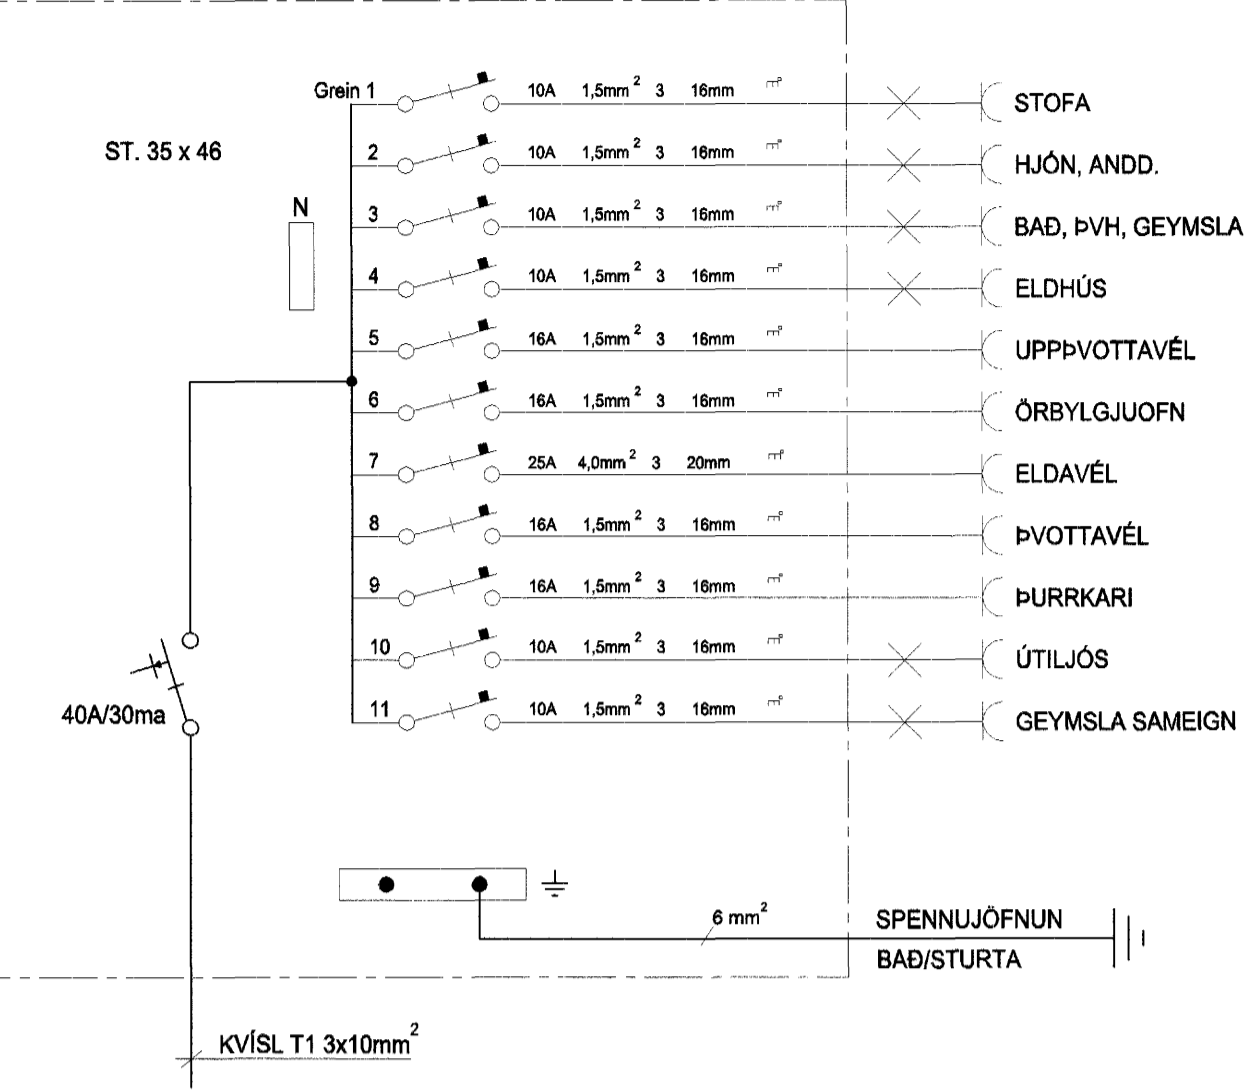 Grein 1 10A 1,5mm² 3 16mm STOFA
ST. 35 x 46
2 10A 1,5mm² 3 16mm HJÓN, ANDD.
N
3 10A 1,5mm² 3 16mm BAÐ, ÞVH, GEYMSLA
4 10A 1,5mm² 3 16mm ELDHÚS
5 16A 1,5mm² 3 16mm UPPÞVOTTAVÉL
6 16A 1,5mm² 3 16mm ÖRBYLGJUOFN
7 25A 4,0mm² 3 20mm ELDAVÉL
8 16A 1,5mm² 3 16mm ÞVOTTAVÉL
9 16A 1,5mm² 3 16mm ÞURRKARI
10 10A 1,5mm² 3 16mm ÚTILJÓS
11 10A 1,5mm² 3 16mm GEYMSLA SAMEIGN
40A/30ma
6 mm² SPENNUJÖFNUN
BAÐ/STURTA
KVÍSL T1 3x10mm²